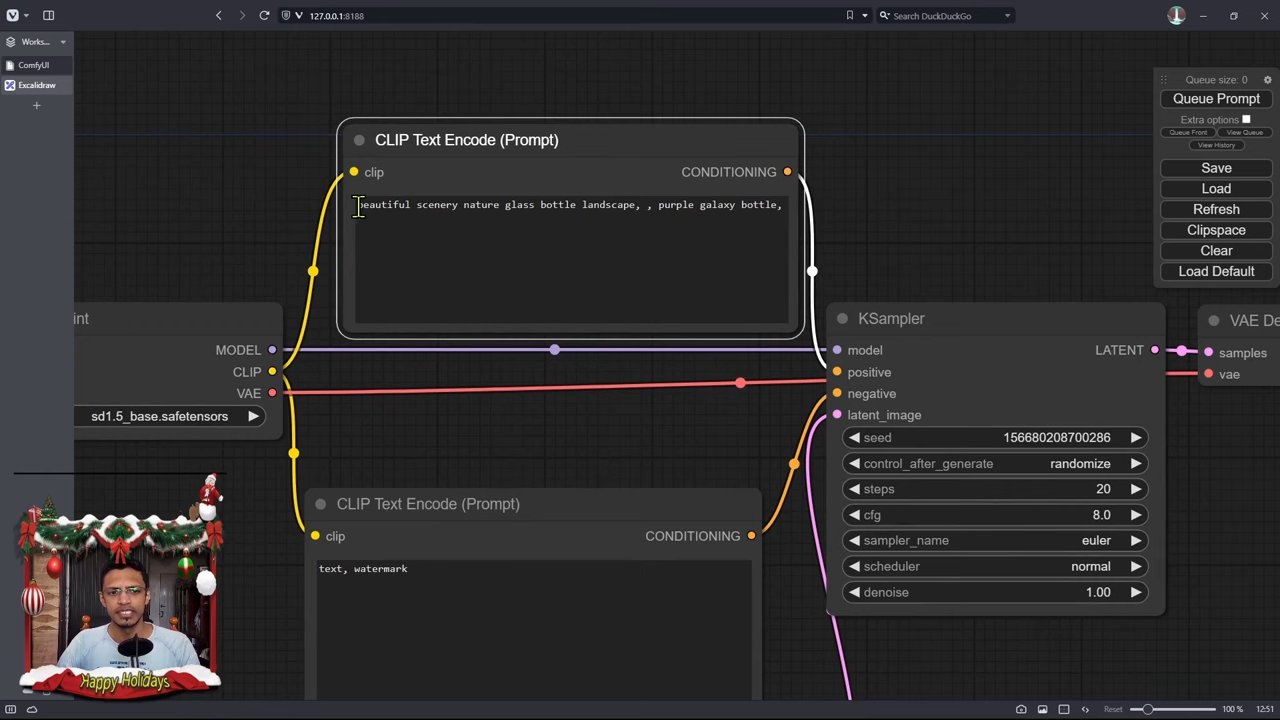 127.0.0.1:8188
Search DuckDuckGo
Works...
ComfyUI
Excalidraw
Queue size: 0
Queue Prompt
Extra options
Queue Front
View Queue
View History
Save
Load
Refresh
Clipspace
Clear
Load Default
CLIP Text Encode (Prompt)
clip
CONDITIONING
beautiful scenery nature glass bottle landscape, , purple galaxy bottle,
int
MODEL
CLIP
VAE
sd1.5_base.safetensors
KSampler
model
LATENT
positive
negative
latent_image
seed 156680208700286
control_after_generate randomize
steps 20
cfg 8.0
sampler_name euler
scheduler normal
denoise 1.00
VAE De
samples
vae
CLIP Text Encode (Prompt)
clip
CONDITIONING
text, watermark
Happy Holidays
Reset
100 %
12:51